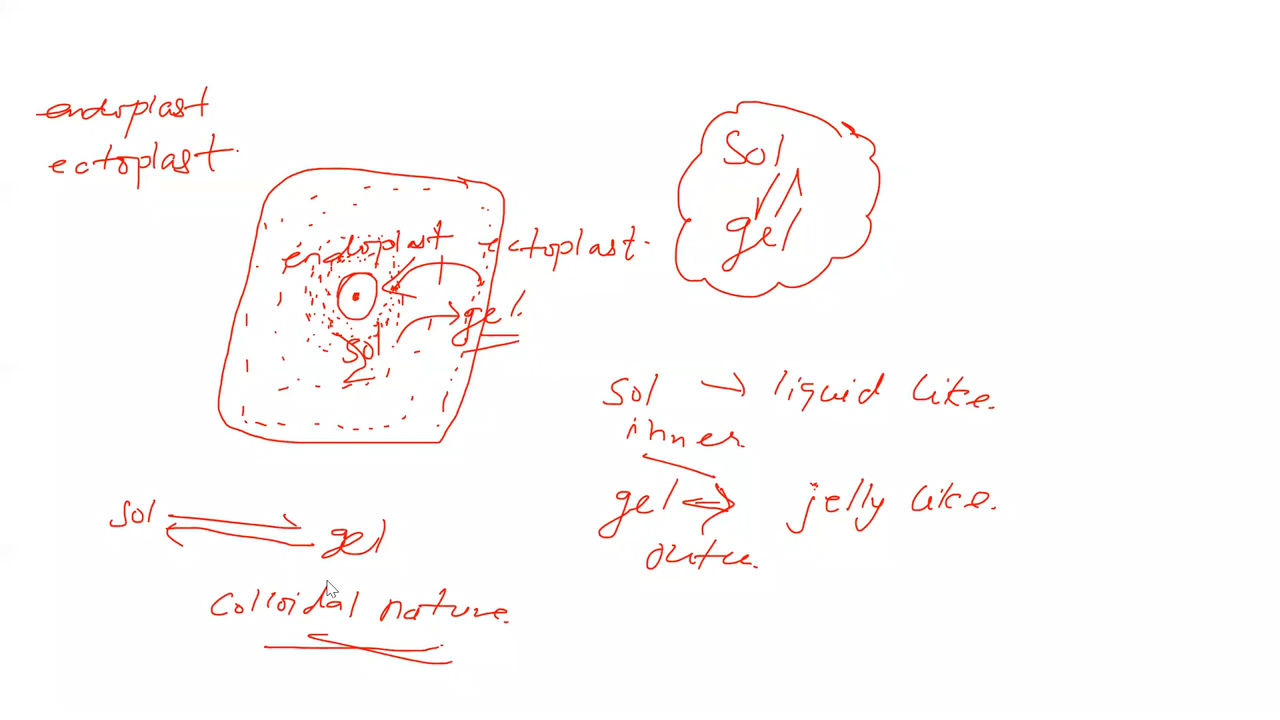 endoplast
ectoplast.
Sol
gel
endoplast
ectoplast.
gel.
Sol
sol → liquid like.
inner.
gel ↔ jelly like.
sol ⇌ gel
colloidal nature.